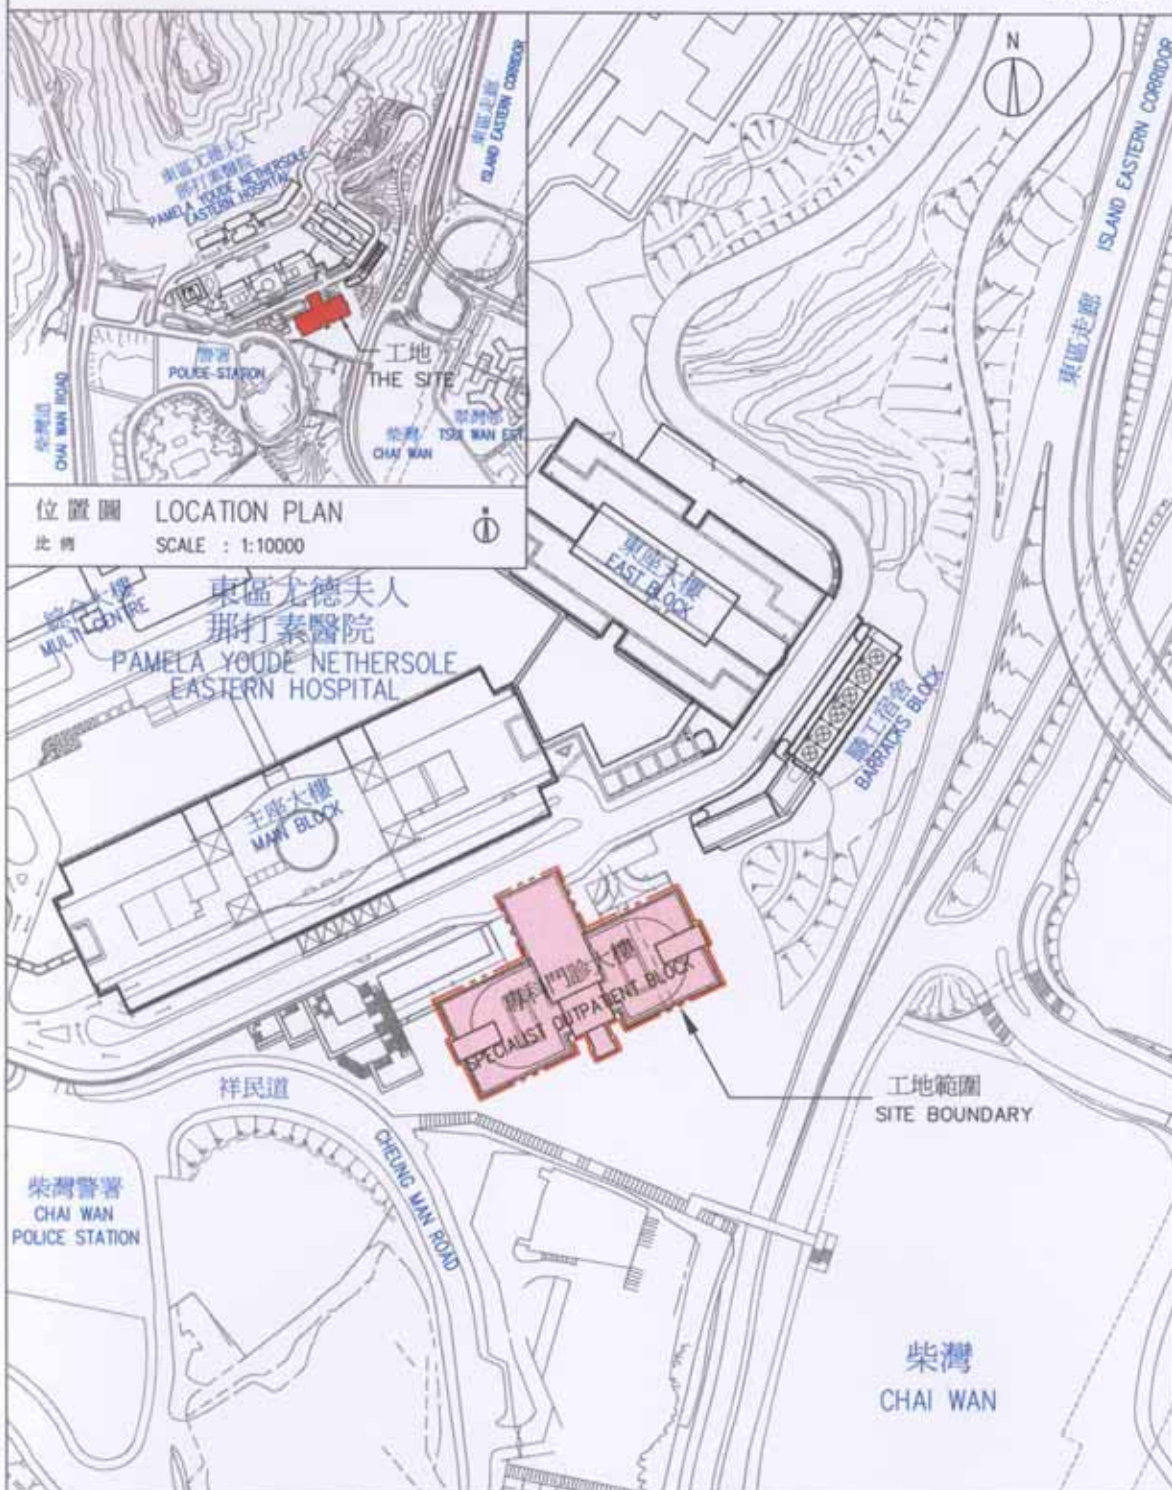 東區尤德夫人
那打素醫院
PAMELA YOUDE NETHERSOLE
EASTERN HOSPITAL
東區走廊
ISLAND EASTERN CORRIDOR
工地
THE SITE
警署
POLICE STATION
柴灣道
CHAI WAN ROAD
柴灣
CHAI WAN
翠灣邨
TSUI WAN EST
位置圖 LOCATION PLAN
比例 SCALE : 1:10000
N
N
東區走廊 ISLAND EASTERN CORRIDOR
綜合大樓
MULTI CENTRE
東區尤德夫人
那打素醫院
PAMELA YOUDE NETHERSOLE
EASTERN HOSPITAL
東座大樓
EAST BLOCK
職工宿舍
BARRACKS BLOCK
主座大樓
MAIN BLOCK
專科門診大樓
SPECIALIST OUTPATIENT BLOCK
工地範圍
SITE BOUNDARY
祥民道
CHEUNG MAN ROAD
柴灣警署
CHAI WAN
POLICE STATION
柴灣
CHAI WAN